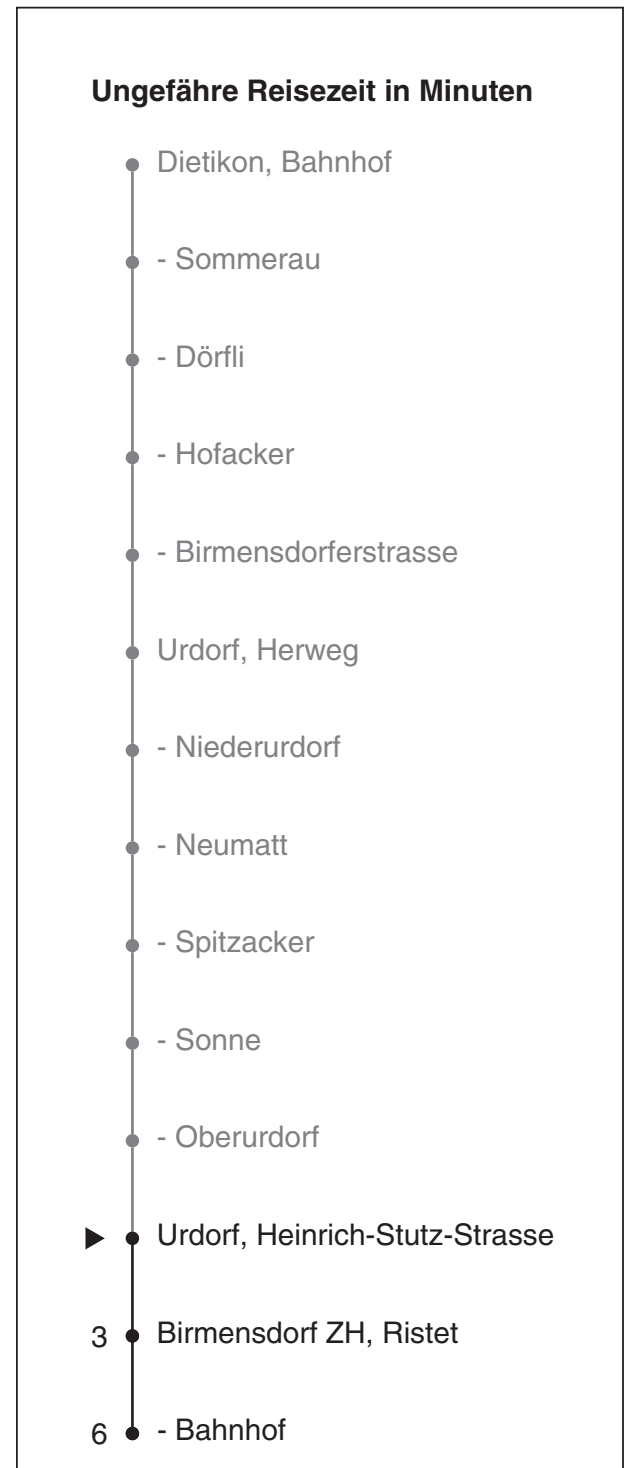 Ungefähre Reisezeit in Minuten
Dietikon, Bahnhof
- Sommerau
- Dörfli
- Hofacker
- Birmensdorferstrasse
Urdorf, Herweg
- Niederurdorf
- Neumatt
- Spitzacker
- Sonne
- Oberurdorf
Urdorf, Heinrich-Stutz-Strasse
3 Birmensdorf ZH, Ristet
6 - Bahnhof